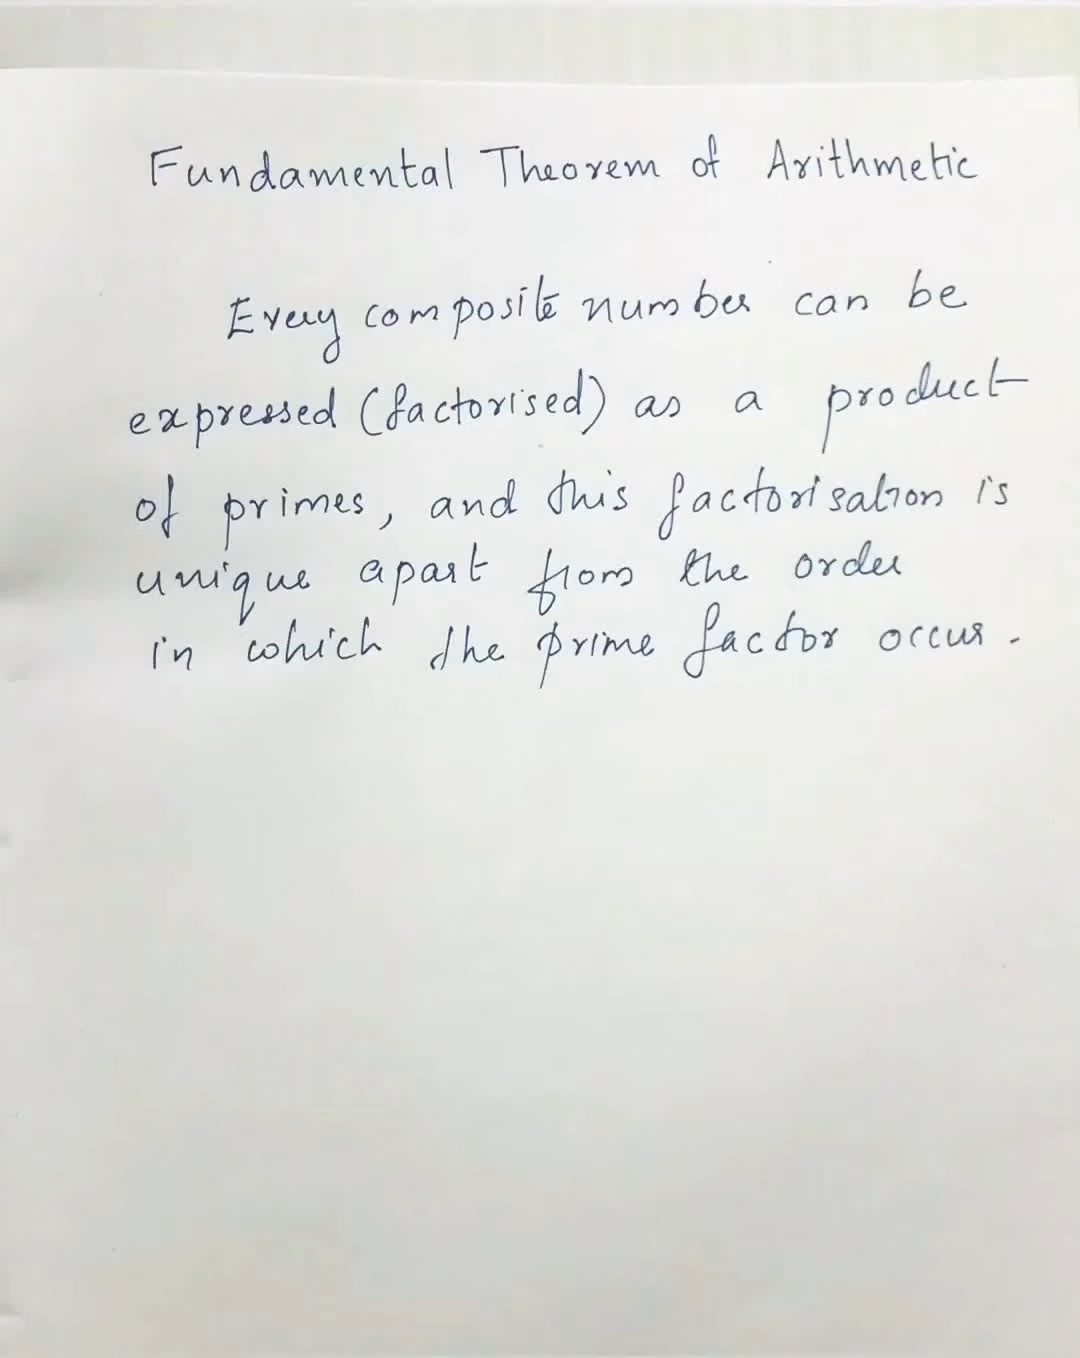 Fundamental Theorem of Arithmetic
Every composite number can be
expressed (factorised) as a product
of primes, and this factorisation is
unique apart from the order
in which the prime factor occur.